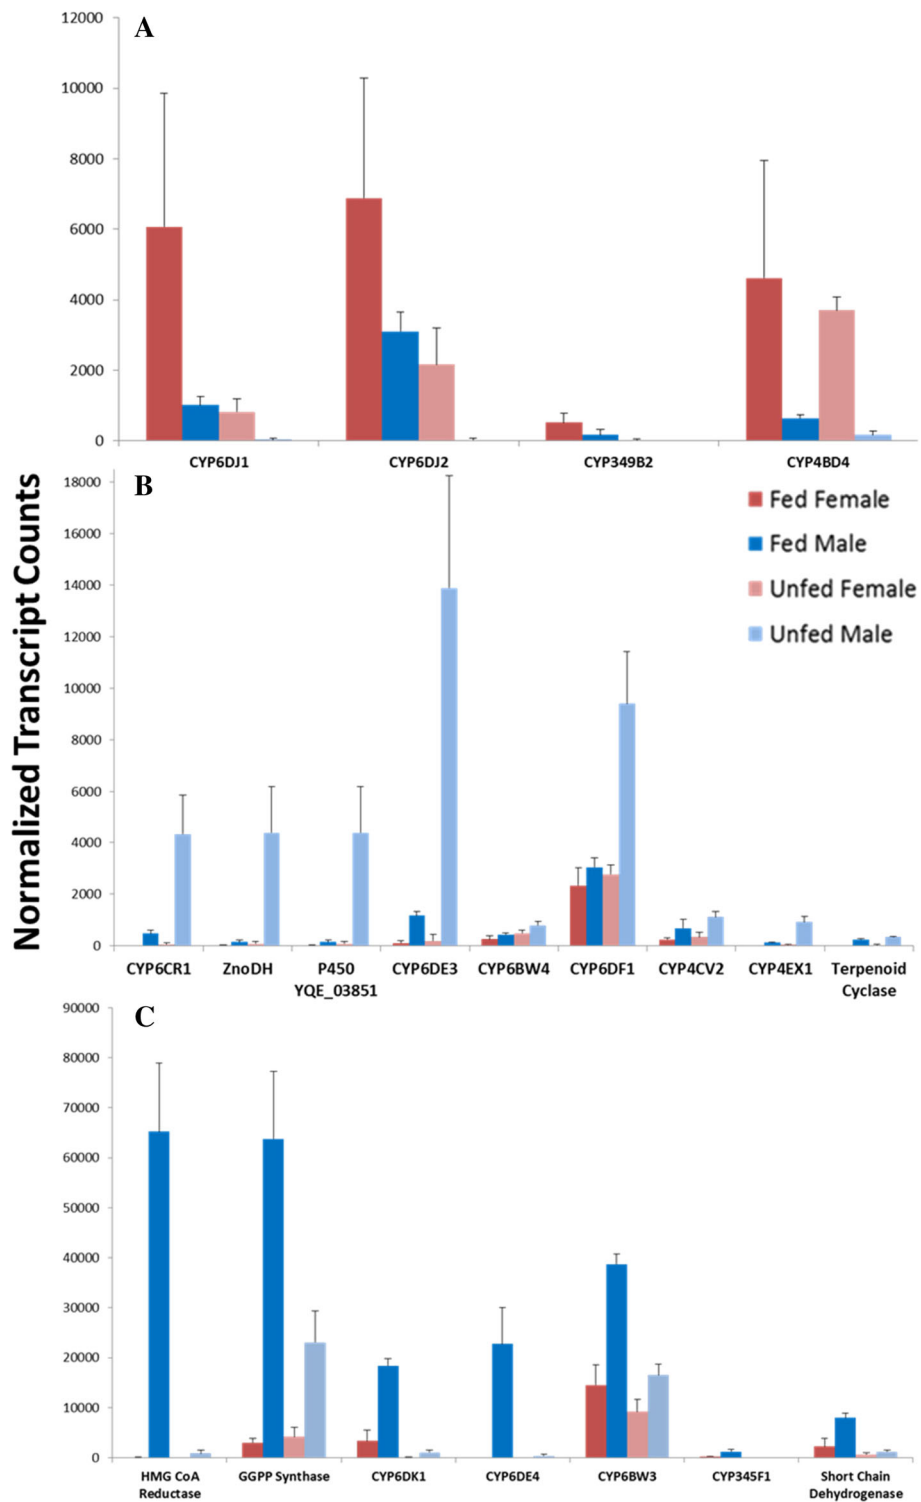 Normalized Transcript Counts
A
12000
10000
8000
6000
4000
2000
0
CYP6DJ1 CYP6DJ2 CYP349B2 CYP4BD4
B
18000
16000
14000
12000
10000
8000
6000
4000
2000
0
Fed Female
Fed Male
Unfed Female
Unfed Male
CYP6CR1 ZnoDH P450 CYP6DE3 CYP6BW4 CYP6DF1 CYP4CV2 CYP4EX1 Terpenoid
YQE_03851 Cyclase
C
90000
80000
70000
60000
50000
40000
30000
20000
10000
0
HMG CoA GGPP Synthase CYP6DK1 CYP6DE4 CYP6BW3 CYP345F1 Short Chain
Reductase Dehydrogenase